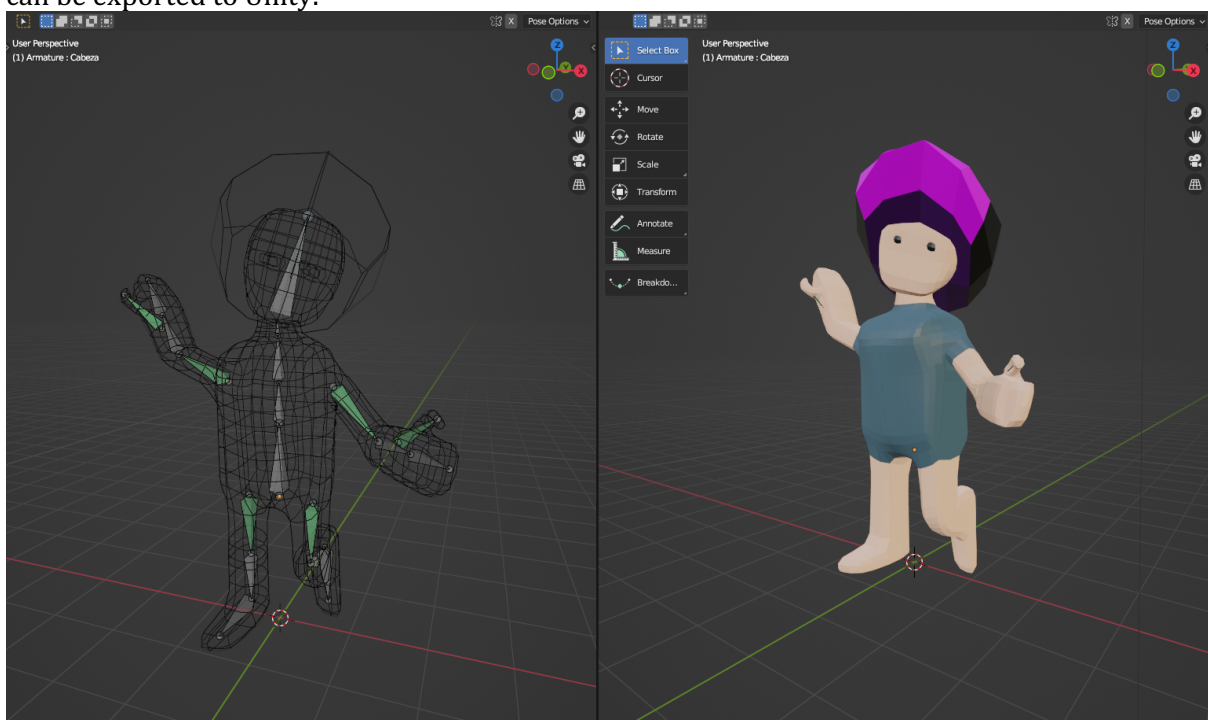 can be exported to Unity.
X Pose Options
User Perspective
(1) Armature : Cabeza
Z
Y
X
X Pose Options
Select Box
User Perspective
(1) Armature : Cabeza
Z
X
Cursor
Move
Rotate
Scale
Transform
Annotate
Measure
Breakdo...